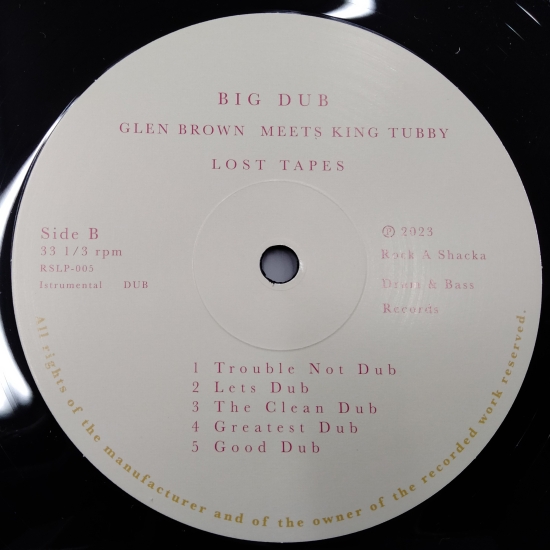 BIG DUB
GLEN BROWN MEETS KING TUBBY
LOST TAPES
Side B
33 1/3 rpm
RSLP-005
Istrumental DUB
℗ 2023
Rock A Shacka
Drum & Bass
Records
1 Trouble Not Dub
2 Lets Dub
3 The Clean Dub
4 Greatest Dub
5 Good Dub
All rights of the manufacturer and of the owner of the recorded work reserved.